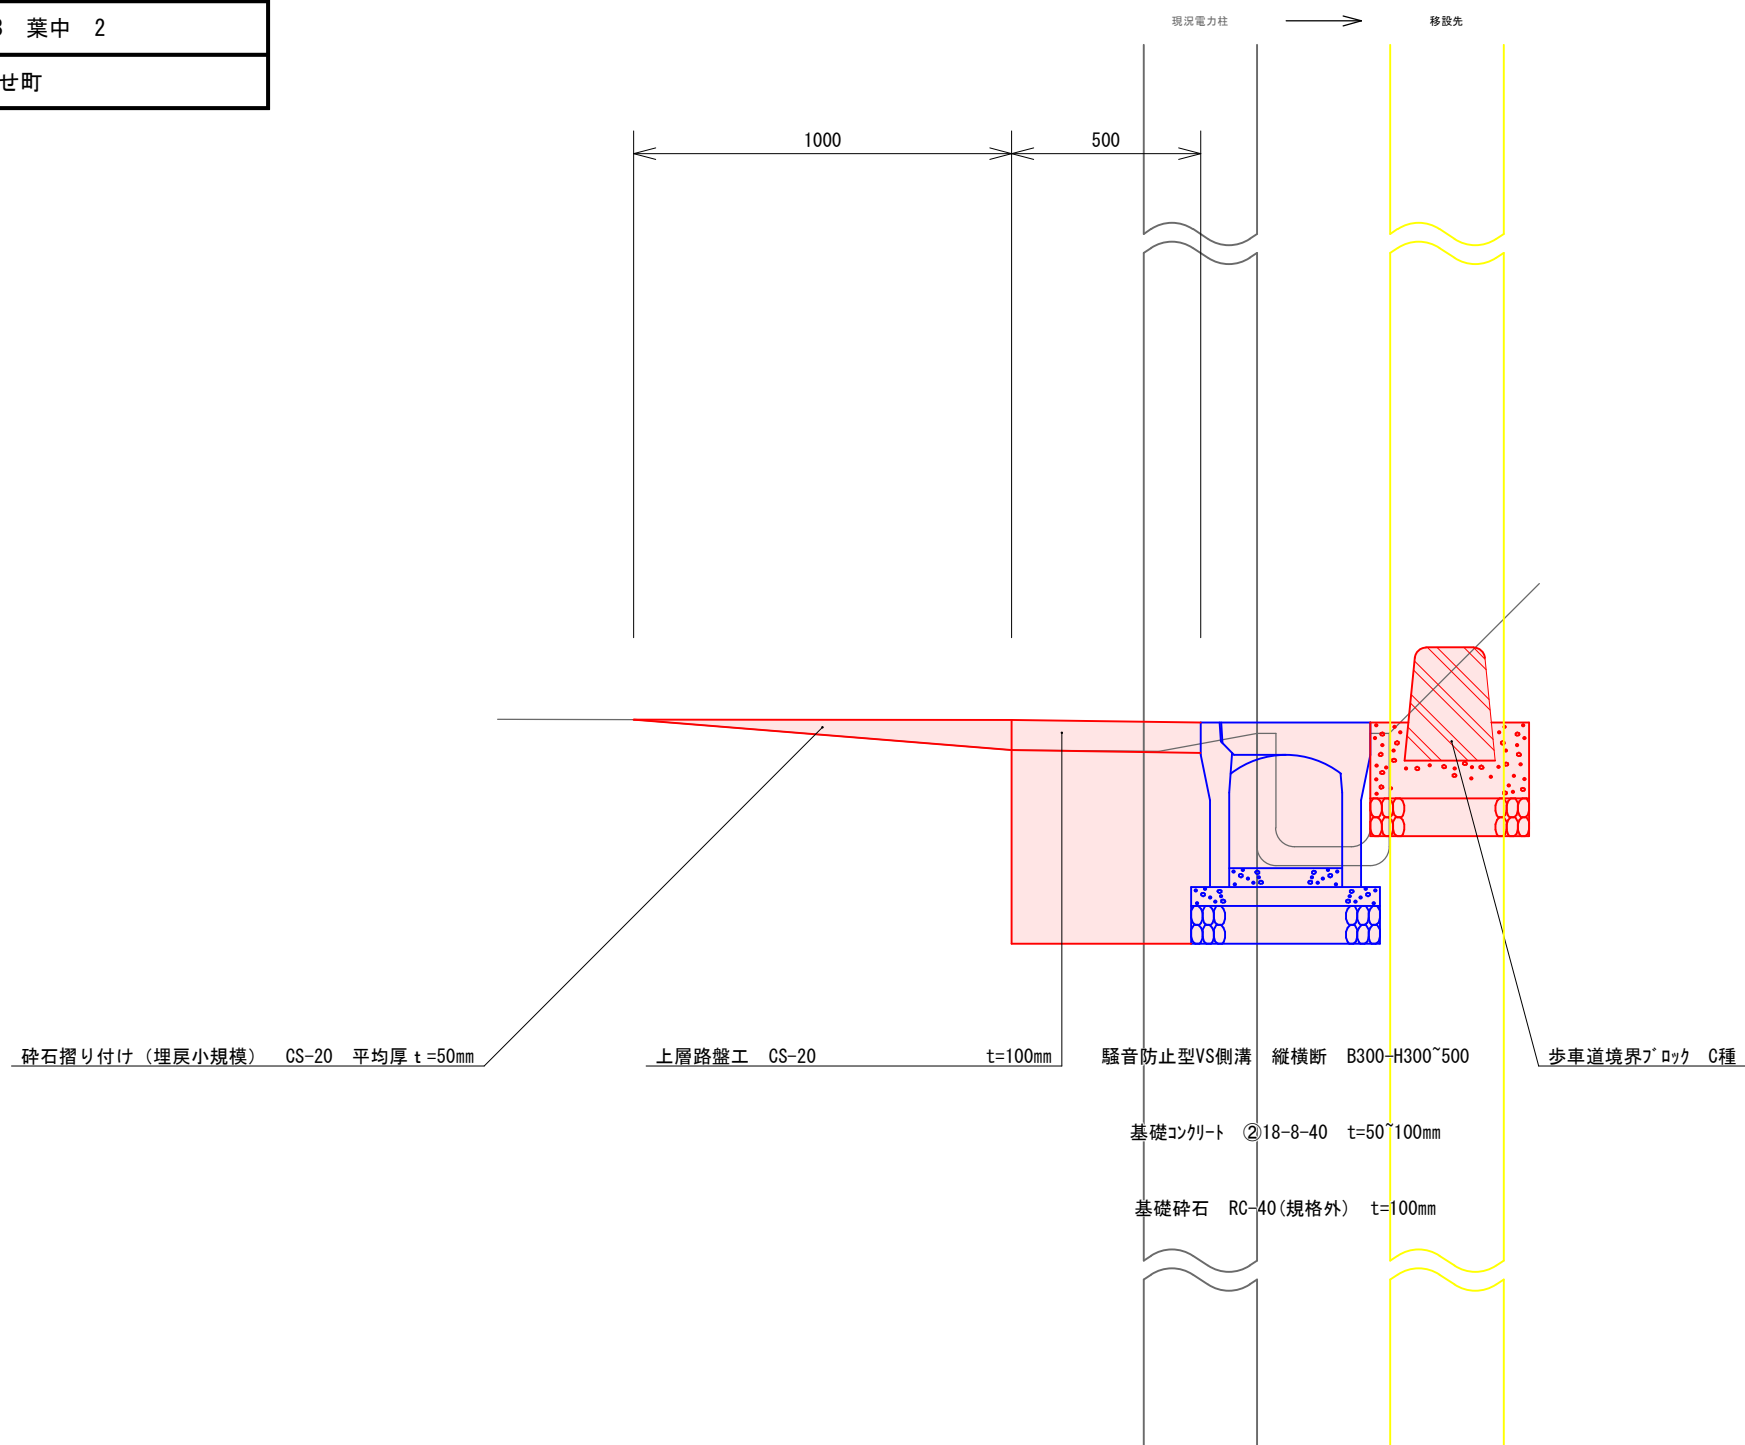 葉中 2
せ町
現況電力柱
移設先
1000
500
砕石摺り付け（埋戻小規模） CS-20 平均厚ｔ=50mm
上層路盤工 CS-20 t=100mm
騒音防止型VS側溝 縦横断 B300-H300~500
歩車道境界ﾌﾞﾛｯｸ C種
基礎ｺﾝｸﾘｰﾄ ②18-8-40 t=50~100mm
基礎砕石 RC-40(規格外) t=100mm